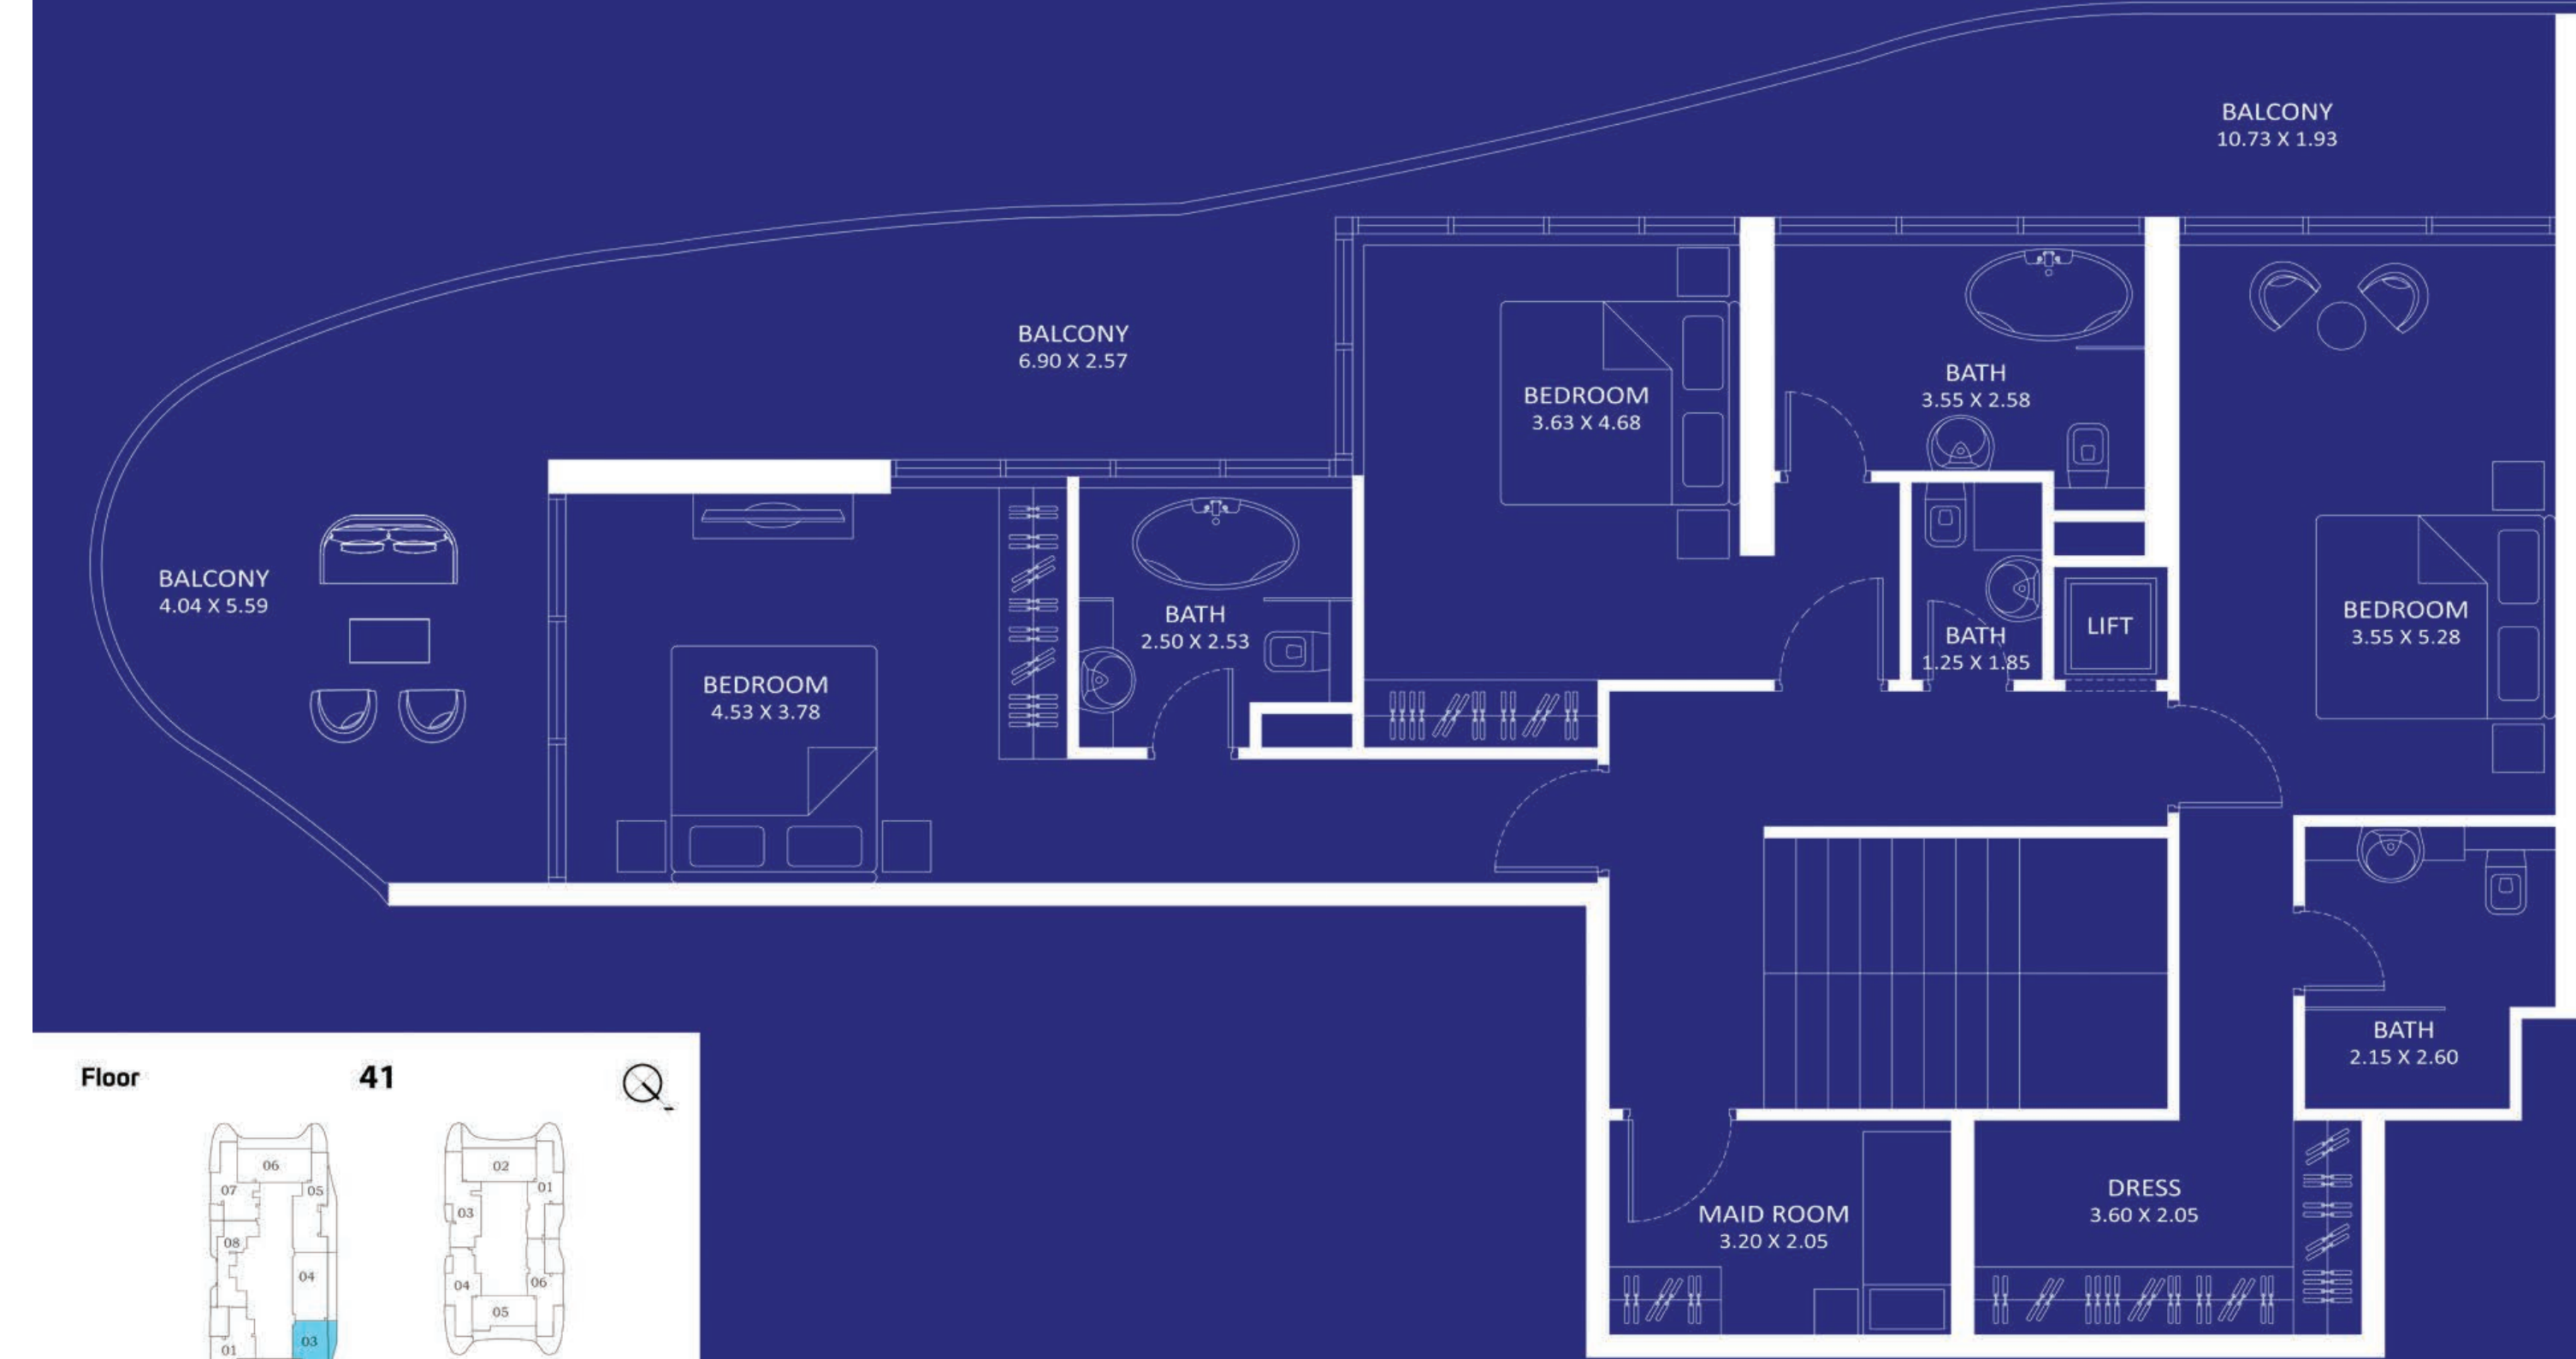 BALCONY
10.73 X 1.93
BALCONY
6.90 X 2.57
BEDROOM
3.63 X 4.68
BATH
3.55 X 2.58
BALCONY
4.04 X 5.59
BATH
2.50 X 2.53
BATH
1.25 X 1.85
LIFT
BEDROOM
3.55 X 5.28
BEDROOM
4.53 X 3.78
BATH
2.15 X 2.60
MAID ROOM
3.20 X 2.05
DRESS
3.60 X 2.05
Floor 41
06
07
05
08
04
03
01
02
01
03
04
06
05